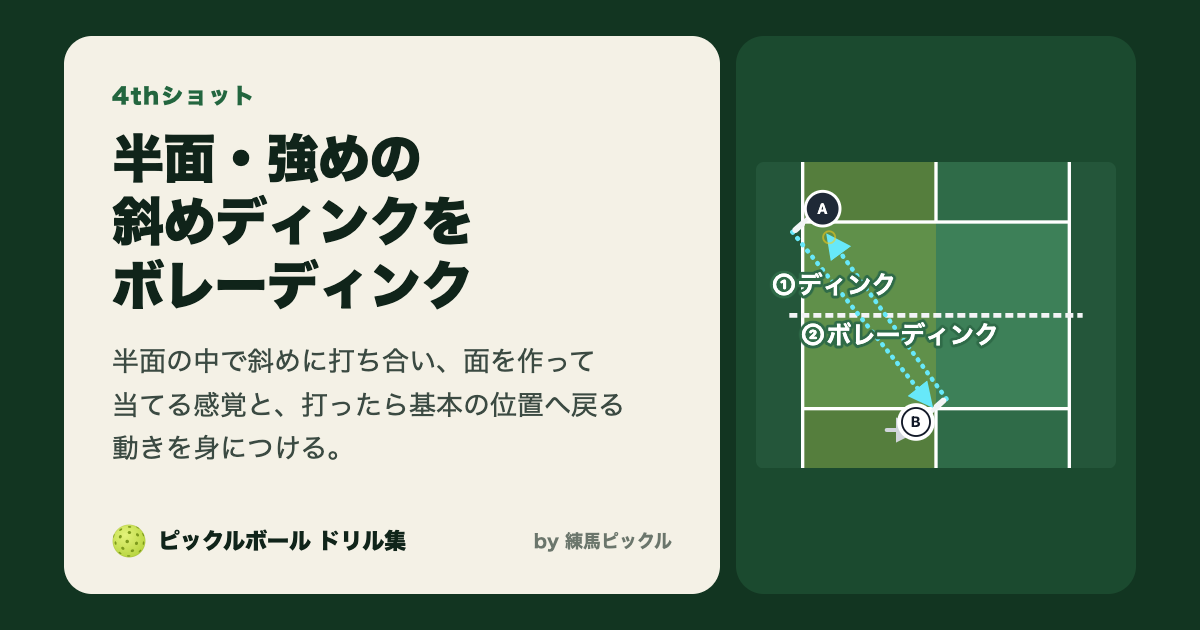 4thショット
半面・強めの
斜めディンクを
ボレーディンク
半面の中で斜めに打ち合い、面を作って
当てる感覚と、打ったら基本の位置へ戻る
動きを身につける。
ピックルボール ドリル集
by 練馬ピックル
A
①ディンク
②ボレーディンク
B